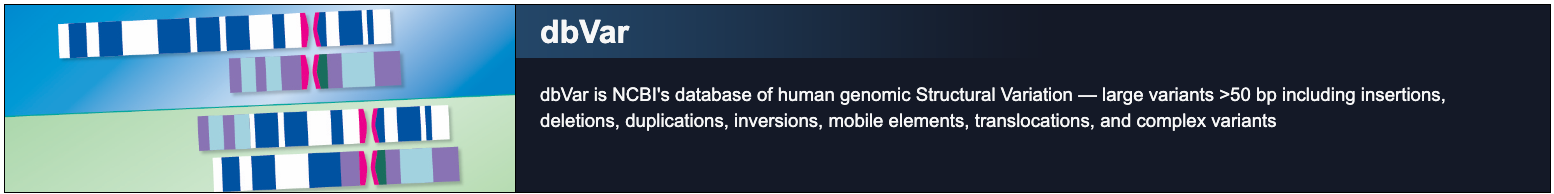 dbVar
dbVar is NCBI's database of human genomic Structural Variation — large variants >50 bp including insertions,
deletions, duplications, inversions, mobile elements, translocations, and complex variants